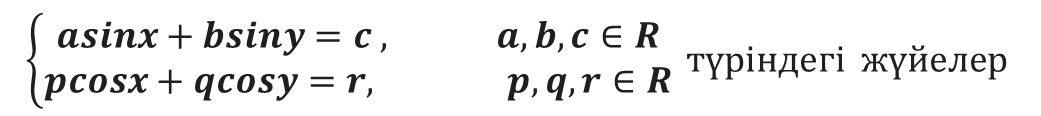 asinx + bsiny = c , a, b, c ∈ R
pcosx + qcosy = r, p, q, r ∈ R түріндегі жүйелер